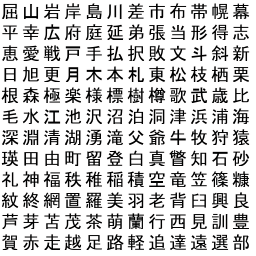 屈山岩岸島川差市布帯幌幕
平幸広府庭延弟張当形得志
恵愛戦戸手払択敗文斗斜新
日旭更月木本札東松枝栖栗
根森極楽様標樹樽歌武歳比
毛水江池沢沼泊洞津浜浦海
深淵清湖湧滝父爺牛牧狩猿
瑛田由町留登白真瞥知石砂
礼神福秩稚稲積空竜笠篠糠
紋終網置羅美羽老背臼興良
芦芽苫茂茶萌蘭行西見訓豊
賀赤走越足路軽追達遠選部